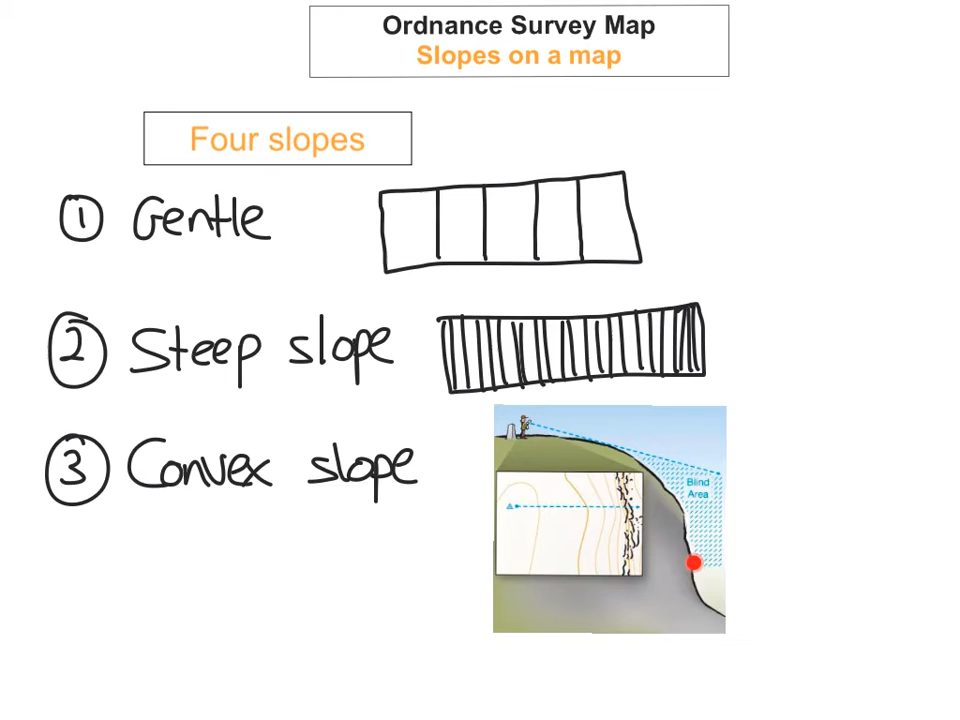 Ordnance Survey Map
Slopes on a map
Four slopes
1 Gentle
2 Steep slope
3 Convex slope
Blind
Area